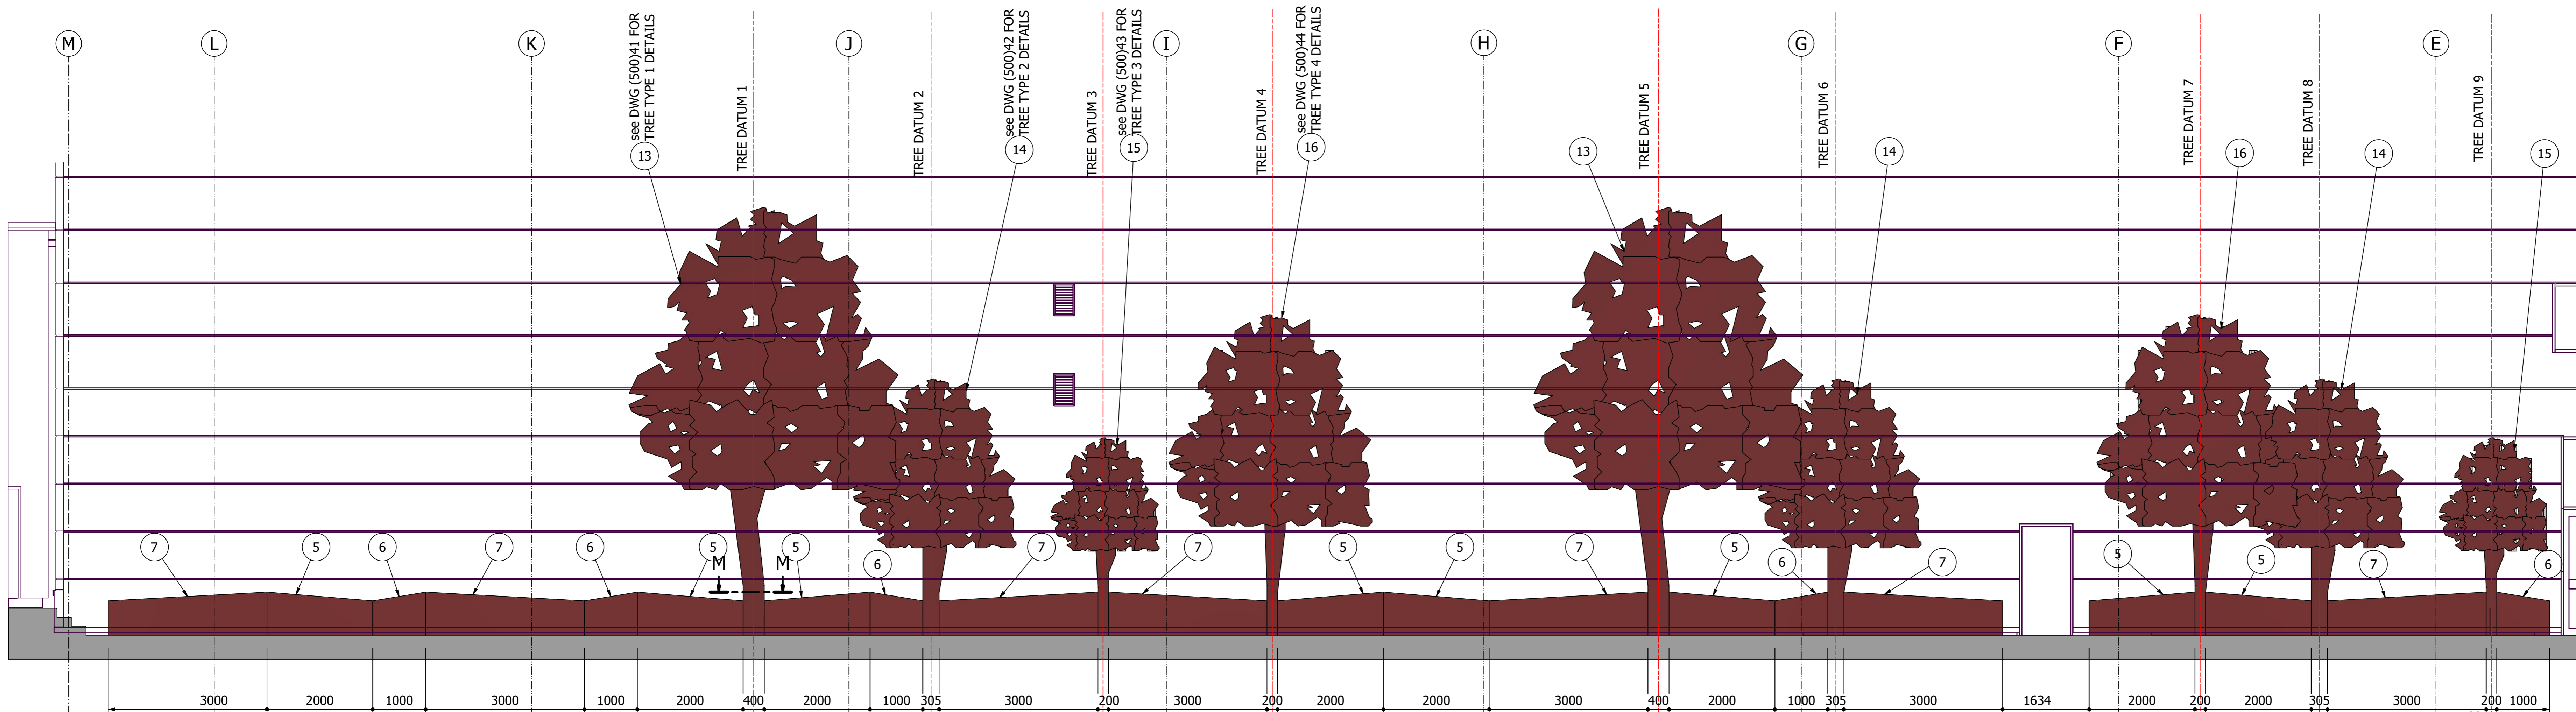 M
L
K
J
I
H
G
F
E
see DWG (500)41 FOR
TREE TYPE 1 DETAILS
13
TREE DATUM 1
TREE DATUM 2
see DWG (500)42 FOR
TREE TYPE 2 DETAILS
14
TREE DATUM 3
see DWG (500)43 FOR
TREE TYPE 3 DETAILS
15
TREE DATUM 4
see DWG (500)44 FOR
TREE TYPE 4 DETAILS
16
13
TREE DATUM 5
TREE DATUM 6
14
TREE DATUM 7
16
TREE DATUM 8
14
TREE DATUM 9
15
7
5
6
7
6
5
M
M
5
6
7
7
5
5
7
5
6
7
5
5
7
6
3000
2000
1000
3000
1000
2000
400
2000
1000
305
3000
200
3000
200
2000
2000
3000
400
2000
1000
305
3000
1634
2000
200
2000
305
3000
200
1000